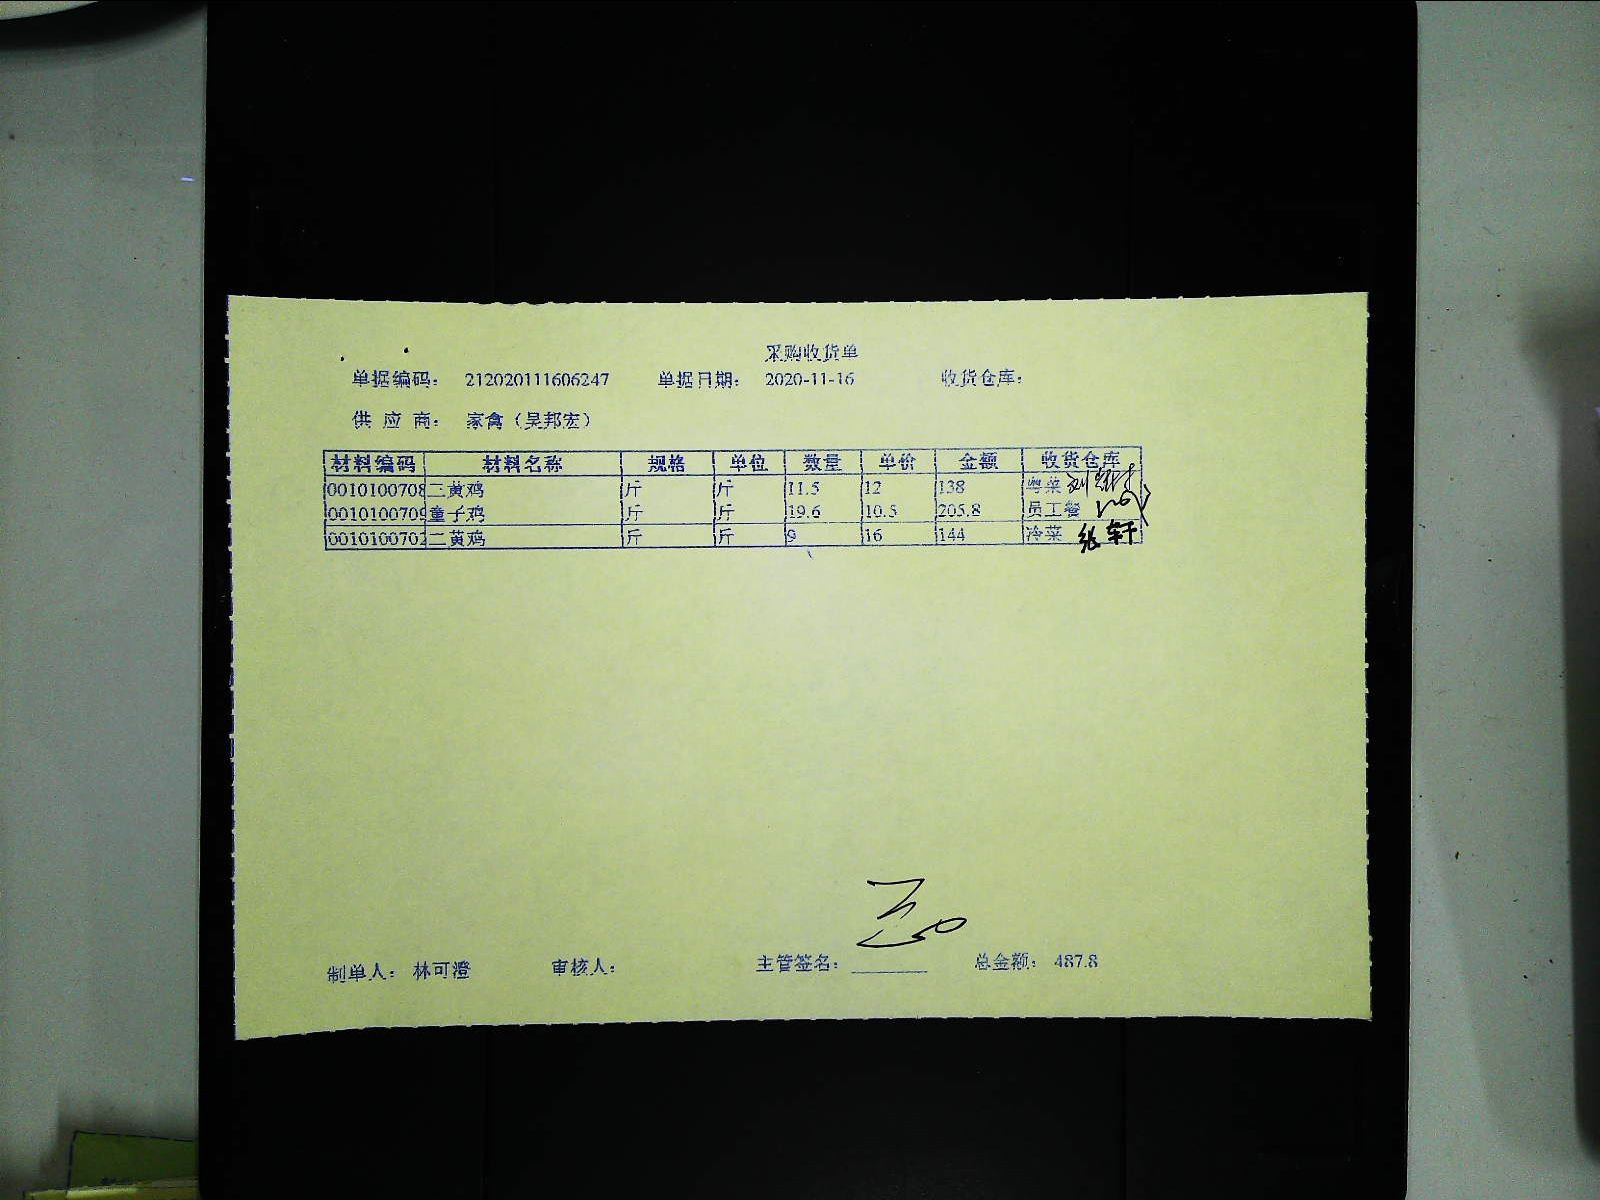 采购收货单
单据编码： 212020111606247 单据日期： 2020-11-16 收货仓库：
供 应 商： 家禽（吴邦宏）
材料编码 材料名称 规格 单位 数量 单价 金额 收货仓库
0010100708 二黄鸡 斤 斤 11.5 12 138 粤菜
0010100709 童子鸡 斤 斤 19.6 10.5 205.8 员工餐
0010100702 二黄鸡 斤 斤 9 16 144 冷菜 张轩
制单人： 林可澄 审核人： 主管签名： 总金额： 487.8